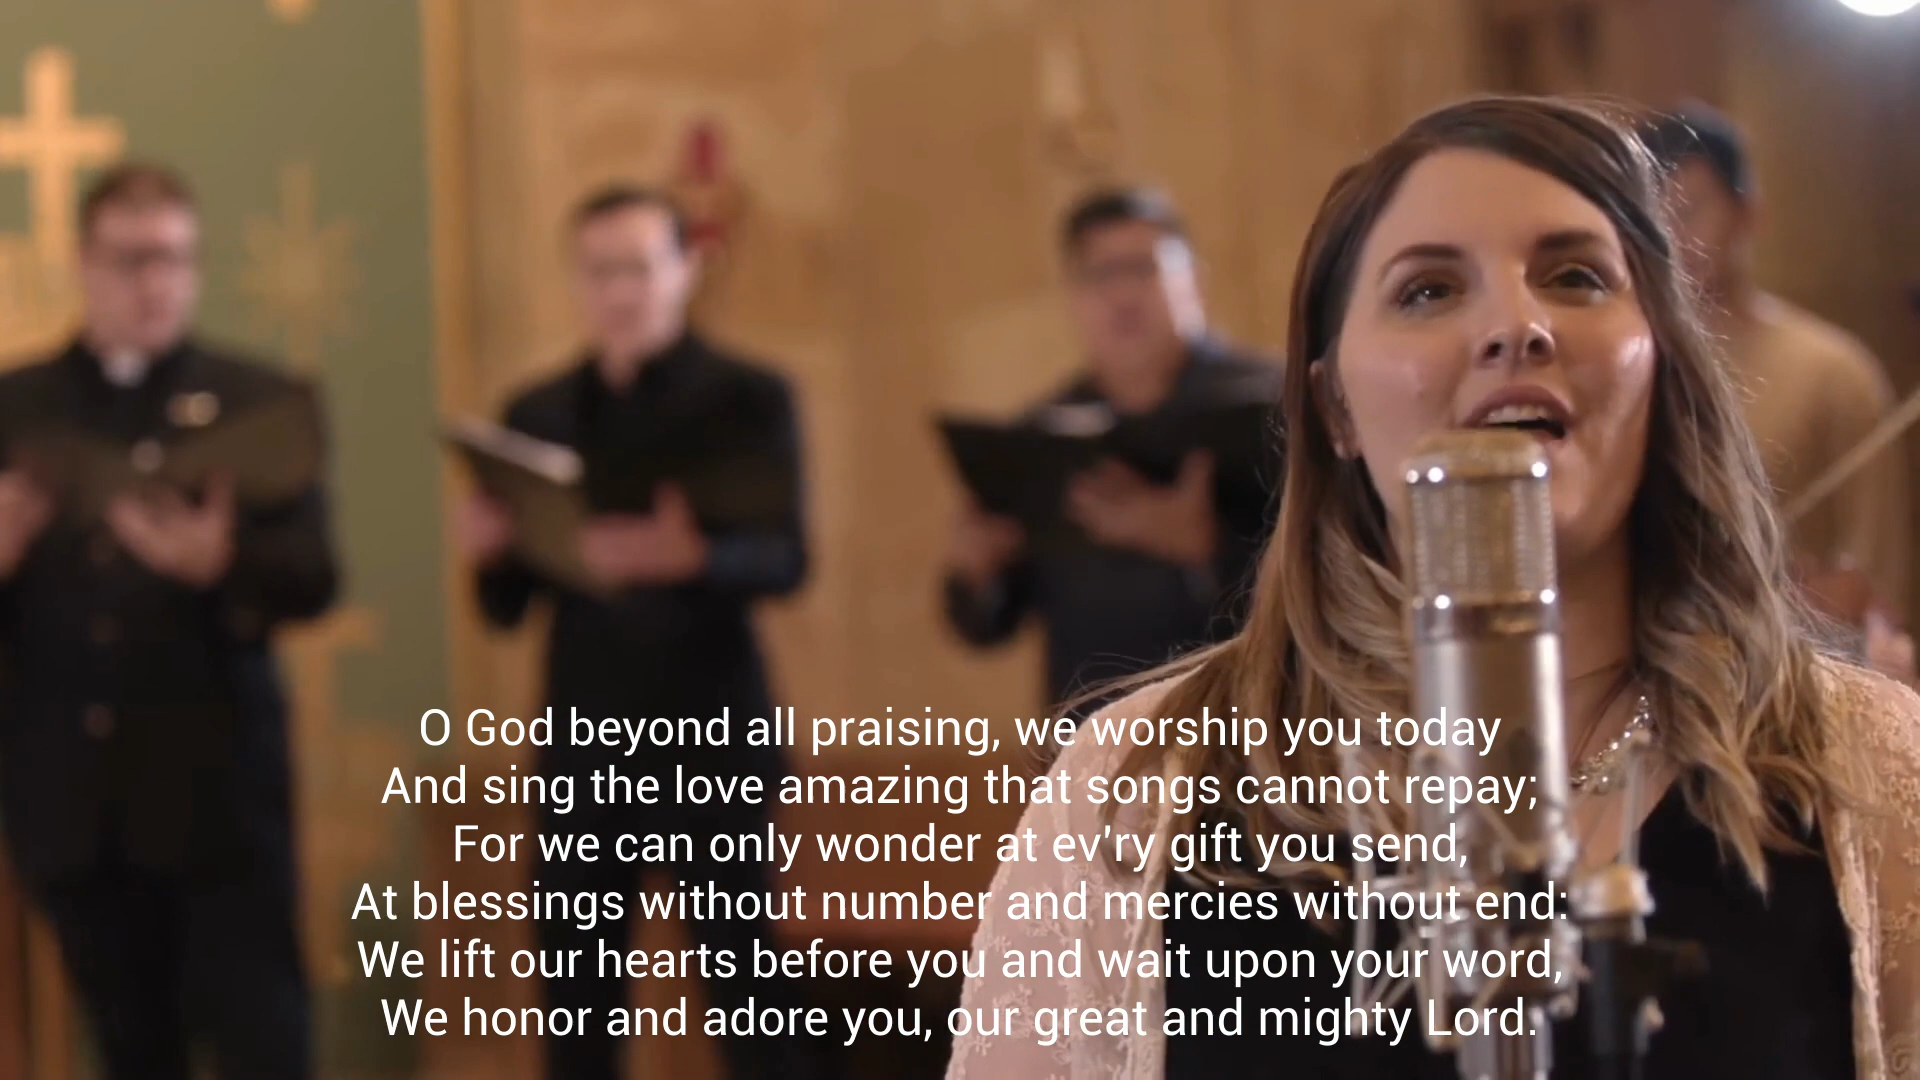 O God beyond all praising, we worship you today
And sing the love amazing that songs cannot repay;
For we can only wonder at ev'ry gift you send,
At blessings without number and mercies without end:
We lift our hearts before you and wait upon your word,
We honor and adore you, our great and mighty Lord.